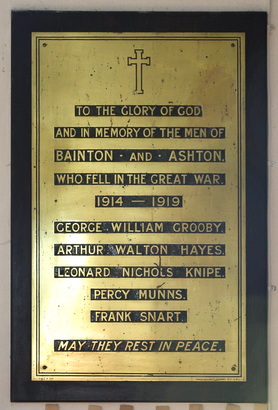 TO THE GLORY OF GOD
AND IN MEMORY OF THE MEN OF
BAINTON · AND · ASHTON.
WHO FELL IN THE GREAT WAR.
1914 — 1919
GEORGE WILLIAM GROOBY.
ARTHUR WALTON HAYES.
LEONARD NICHOLS KNIPE.
PERCY MUNNS.
FRANK SNART.
MAY THEY REST IN PEACE.